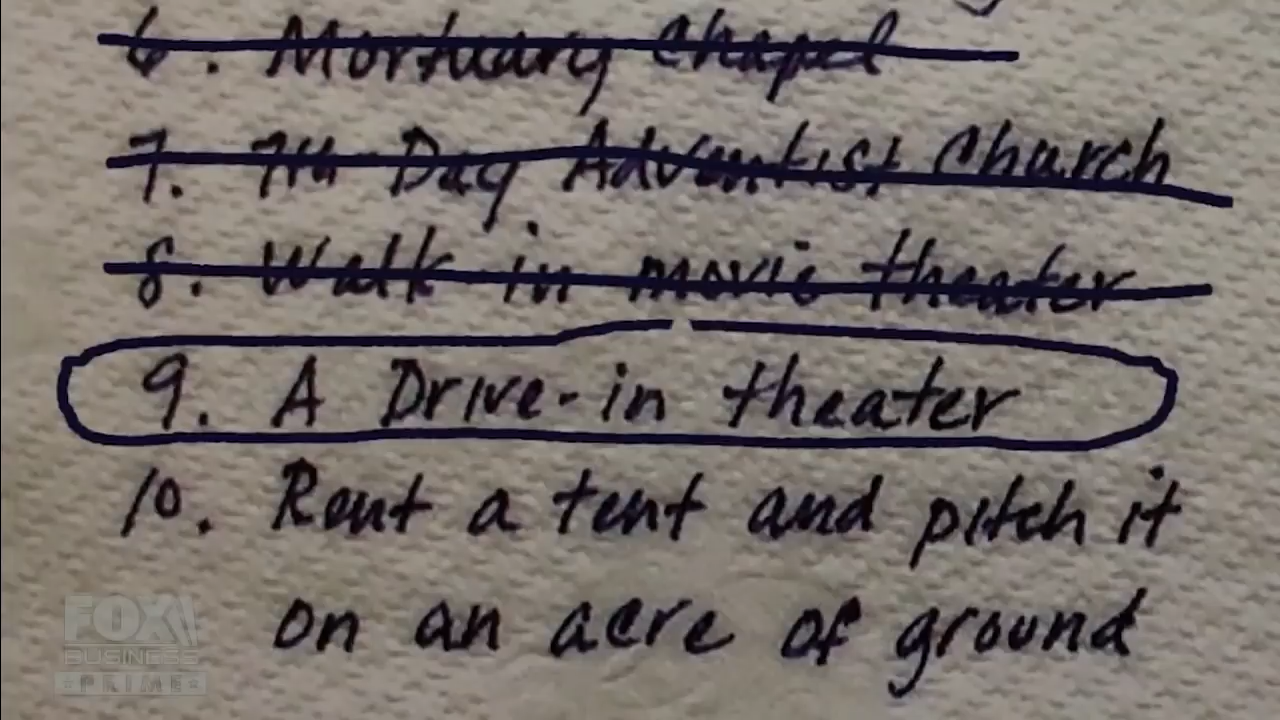 6. Mortuary Chapel
7. 7th Day Adventist Church
8. Walk-in movie theater
9. A Drive-in theater
10. Rent a tent and pitch it
on an acre of ground
FOX
BUSINESS
PRIME